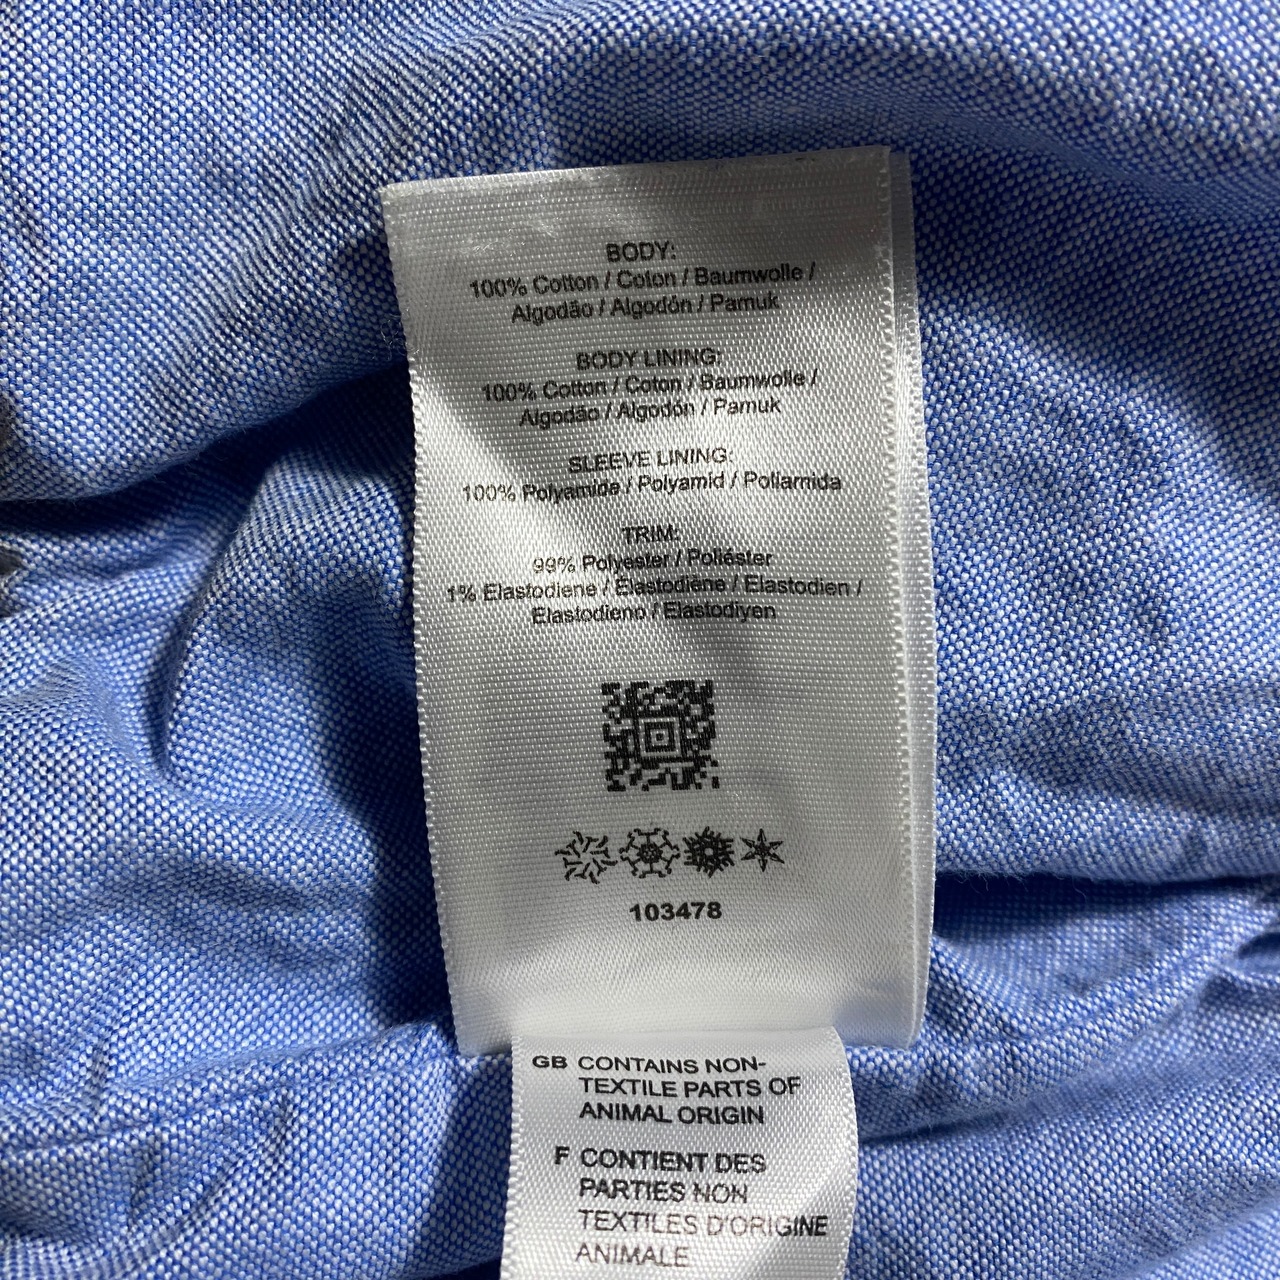 BODY:
100% Cotton / Coton / Baumwolle /
Algodão / Algodón / Pamuk
BODY LINING:
100% Cotton / Coton / Baumwolle /
Algodão / Algodón / Pamuk
SLEEVE LINING:
100% Polyamide / Polyamid / Poliamida
TRIM:
99% Polyester / Poliéster
1% Elastodiene / Élastodiène / Elastodien /
Elastodieno / Elastodiyen
103478
GB CONTAINS NON-
TEXTILE PARTS OF
ANIMAL ORIGIN
F CONTIENT DES
PARTIES NON
TEXTILES D'ORIGINE
ANIMALE